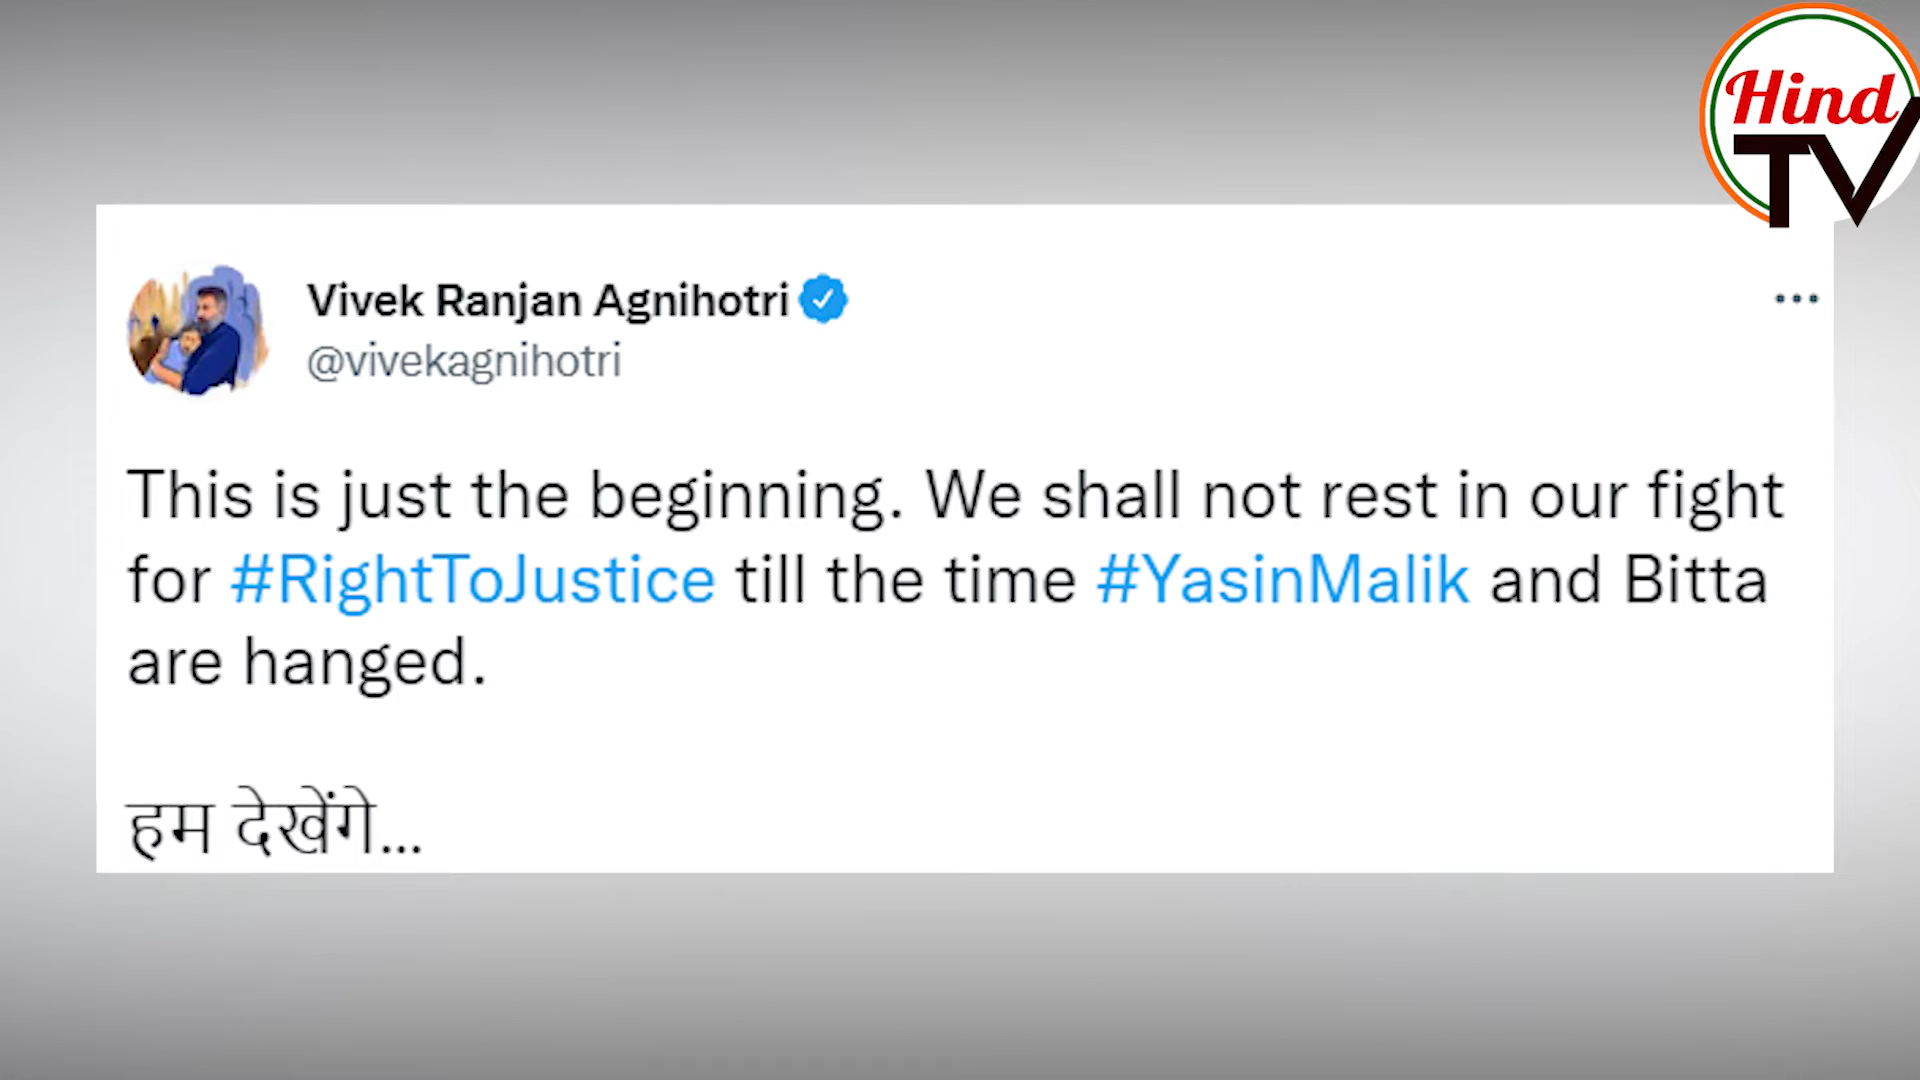 Hind
TV
Vivek Ranjan Agnihotri
@vivekagnihotri
This is just the beginning. We shall not rest in our fight
for #RightToJustice till the time #YasinMalik and Bitta
are hanged.
हम देखेंगे...